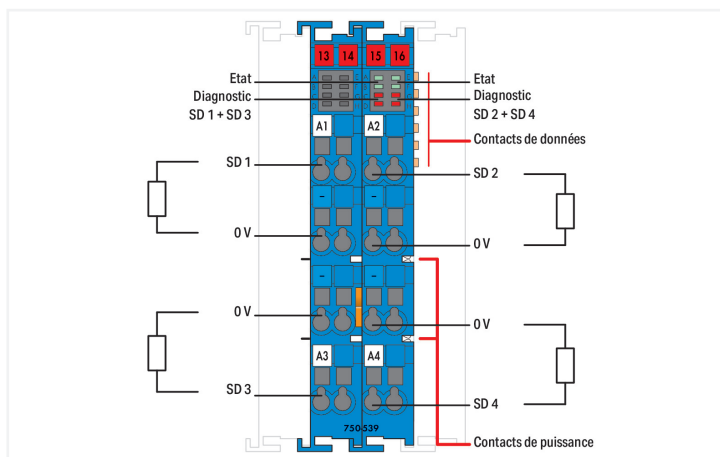 13 14 15 16
Etat
Etat
Diagnostic
SD 1 + SD 3
Diagnostic
SD 2 + SD 4
A1
A2
Contacts de données
SD 1
SD 2
- -
0 V
0 V
- -
0 V
0 V
A3
A4
SD 3
SD 4
750-539
Contacts de puissance